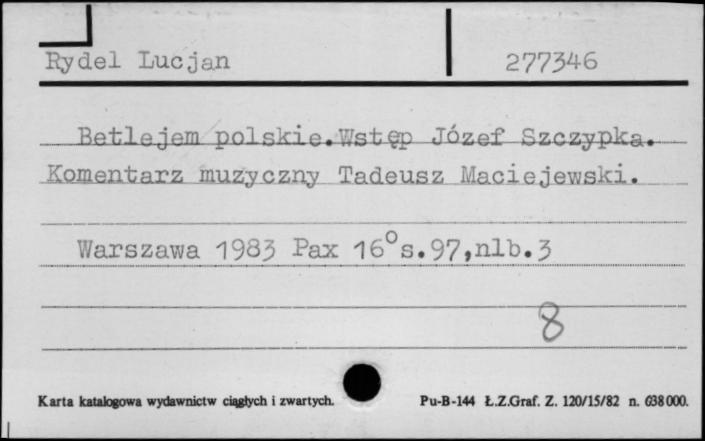 Rydel Lucjan 277346
Betlejem polskie.Wstęp Józef Szczypka.
Komentarz muzyczny Tadeusz Maciejewski.
Warszawa 1983 Pax 16° s.97,nlb.3
8
Karta katalogowa wydawnictw ciągłych i zwartych. Pu-B-144 Ł.Z.Graf. Z. 120/15/82 n. 638000.